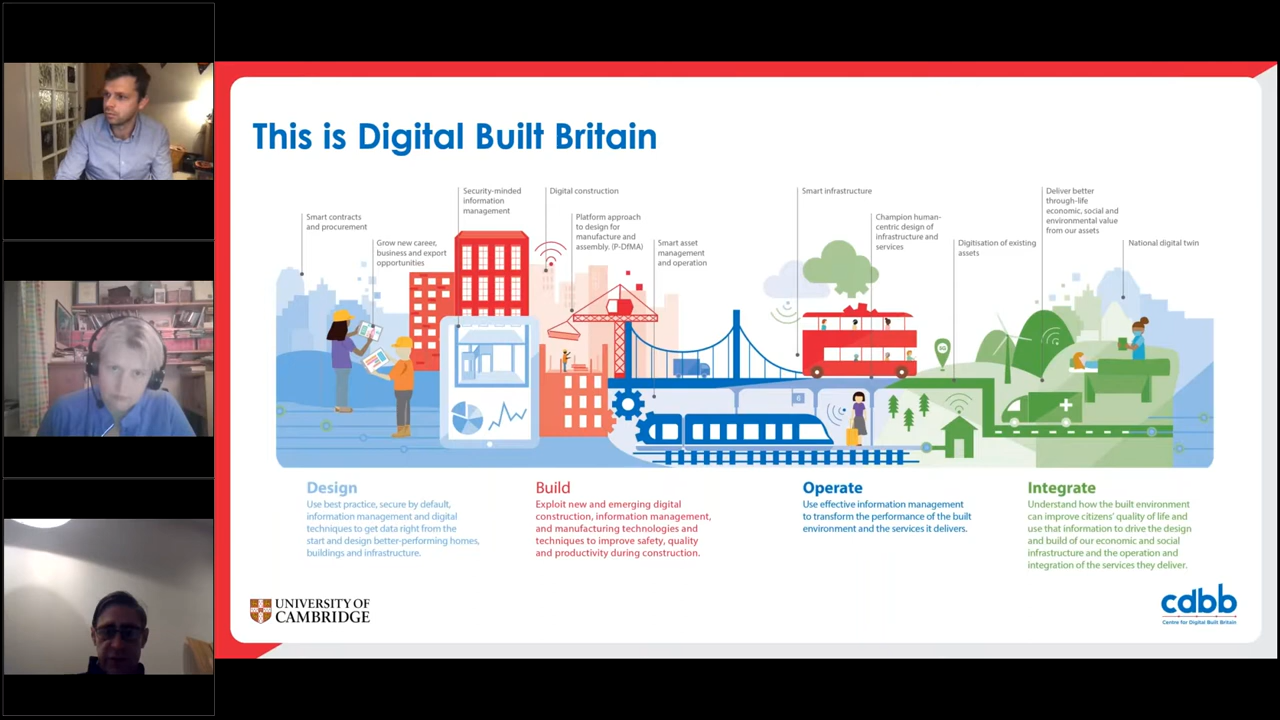 This is Digital Built Britain
Smart contracts
and procurement
Grow new career,
business and export
opportunities
Security-minded
information
management
Digital construction
Platform approach
to design for
manufacture and
assembly. (P-DfMA)
Smart asset
management
and operation
Smart infrastructure
Champion human-
centric design of
infrastructure and
services
Digitisation of existing
assets
Deliver better
through-life
economic, social and
environmental value
from our assets
National digital twin
Design
Use best practice, secure by default,
information management and digital
techniques to get data right from the
start and design better-performing homes,
buildings and infrastructure.
Build
Exploit new and emerging digital
construction, information management,
and manufacturing technologies and
techniques to improve safety, quality
and productivity during construction.
Operate
Use effective information management
to transform the performance of the built
environment and the services it delivers.
Integrate
Understand how the built environment
can improve citizens' quality of life and
use that information to drive the design
and build of our economic and social
infrastructure and the operation and
integration of the services they deliver.
UNIVERSITY OF
CAMBRIDGE
cdbb
Centre for Digital Built Britain